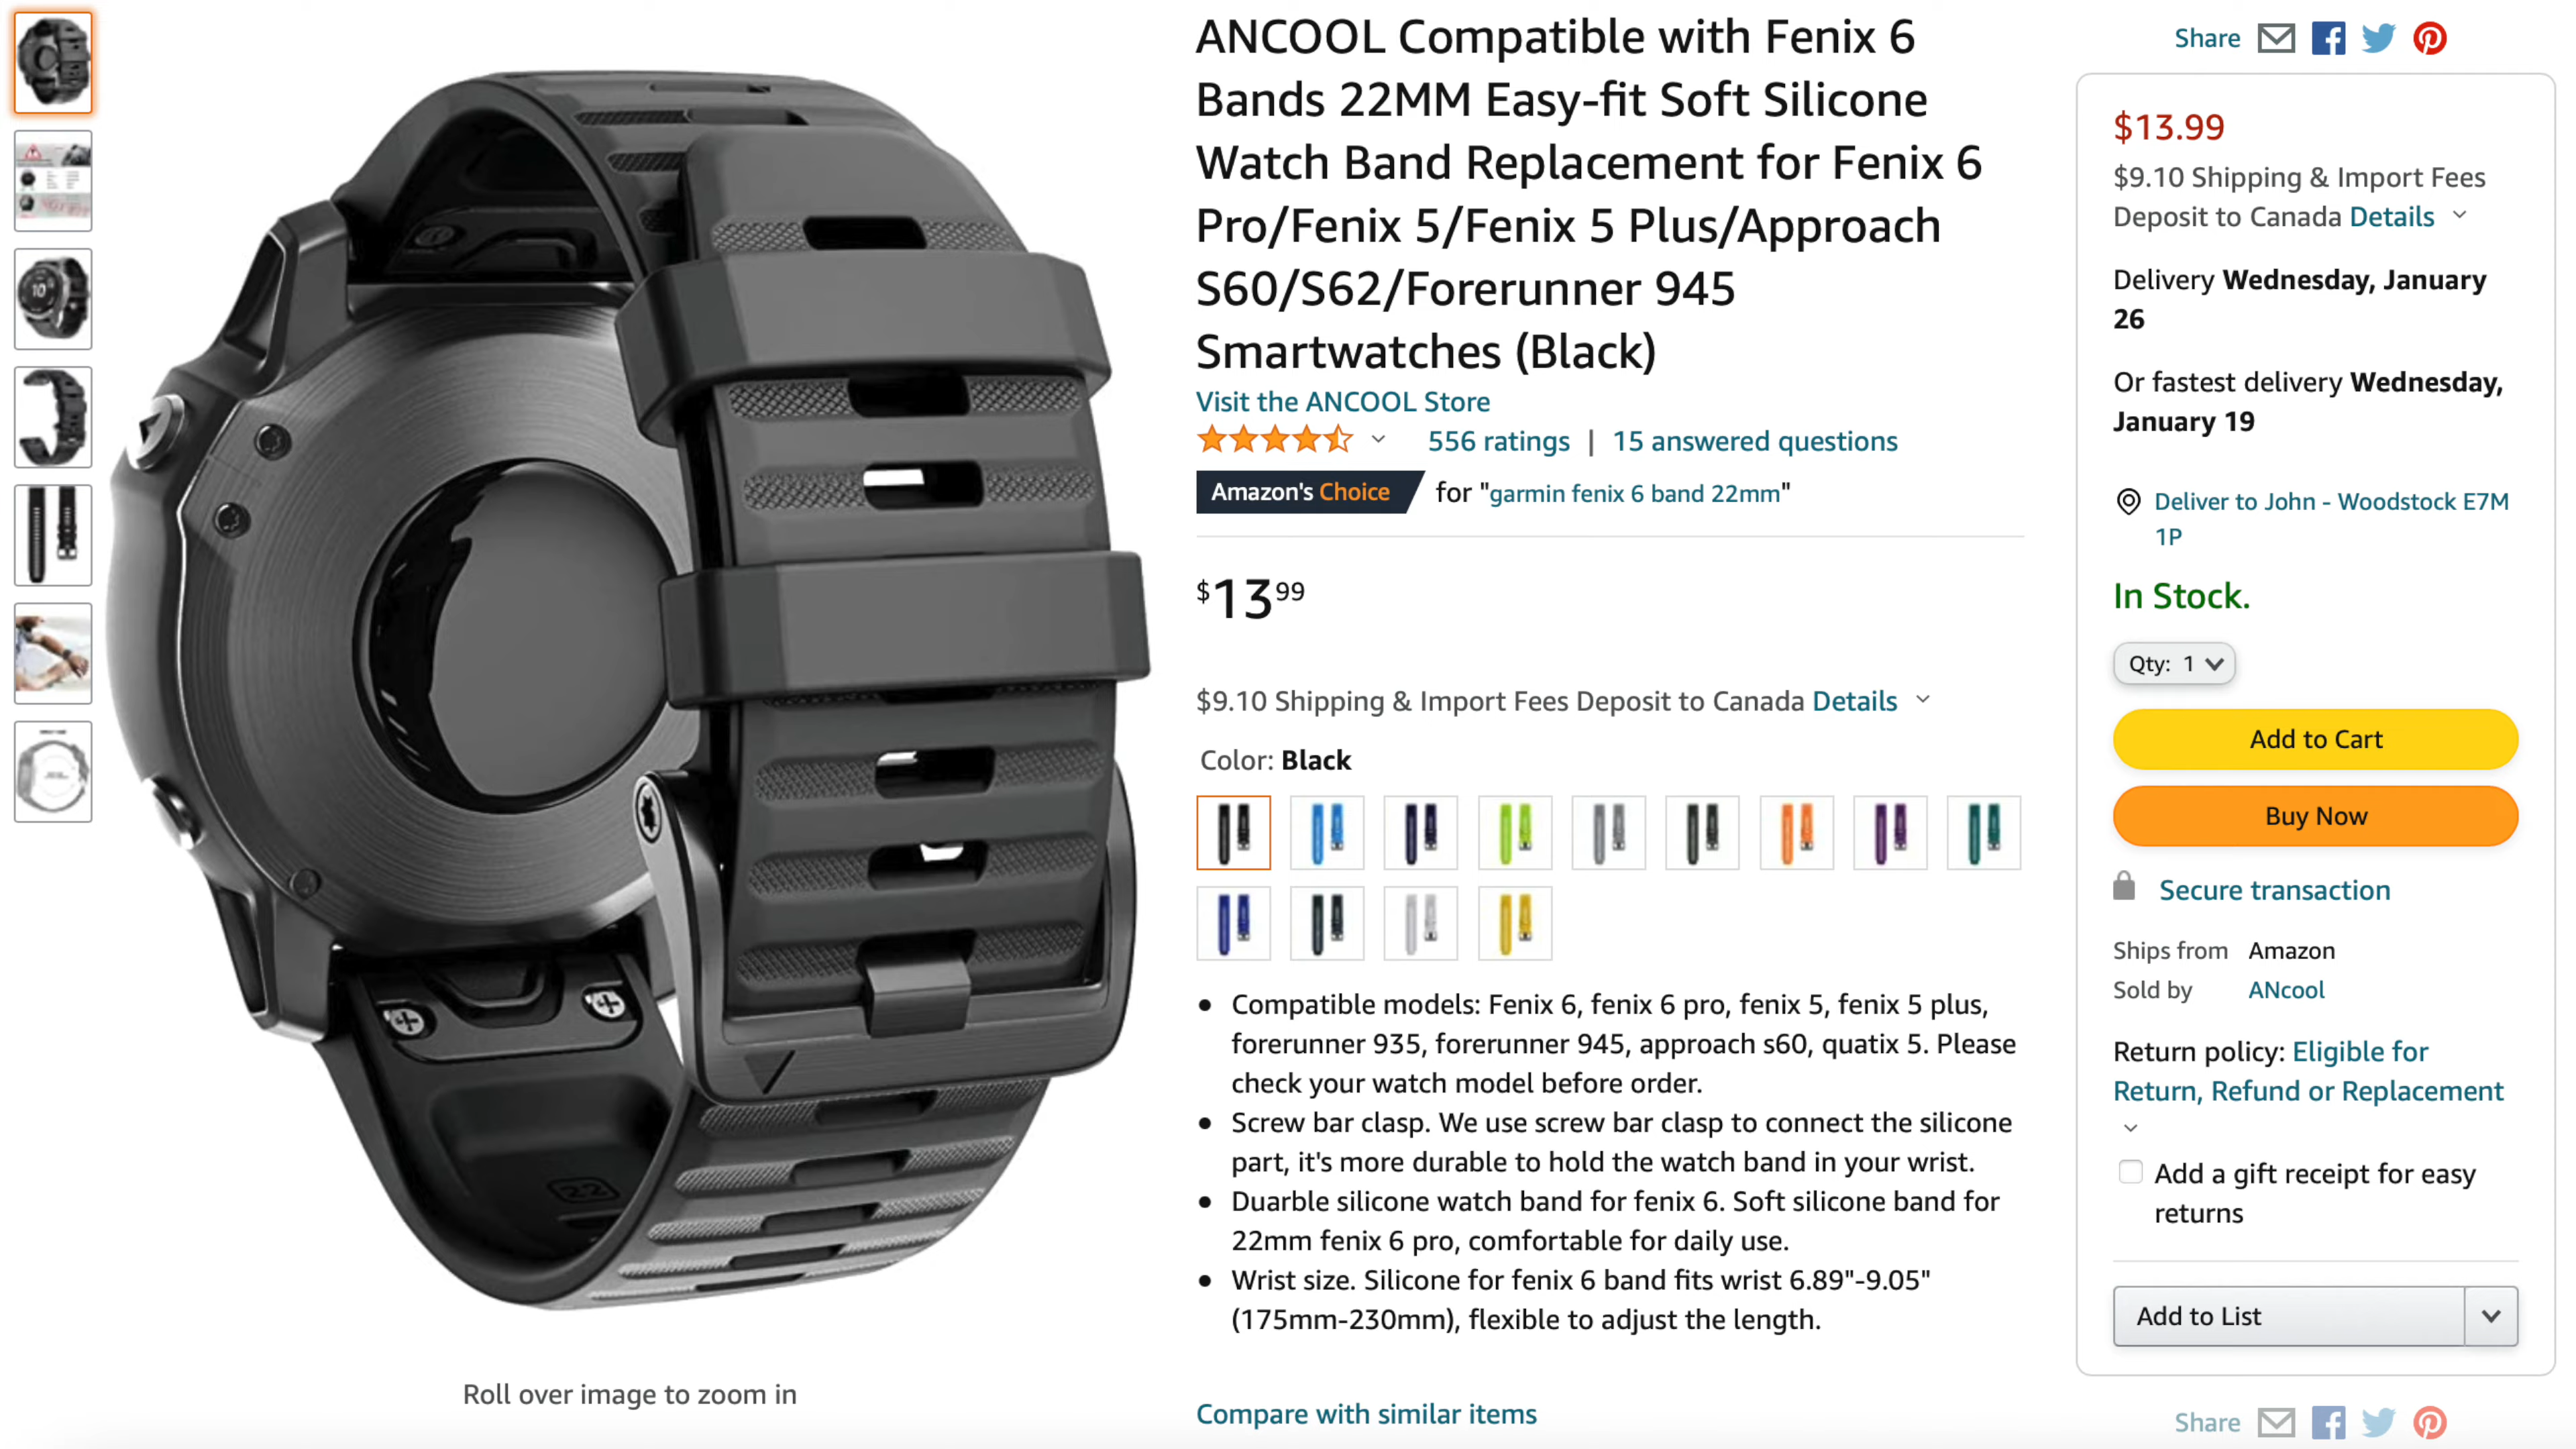 ANCOOL Compatible with Fenix 6
Bands 22MM Easy-fit Soft Silicone
Watch Band Replacement for Fenix 6
Pro/Fenix 5/Fenix 5 Plus/Approach
S60/S62/Forerunner 945
Smartwatches (Black)
Visit the ANCOOL Store
556 ratings | 15 answered questions
Amazon's Choice for "garmin fenix 6 band 22mm"
$13 99
$9.10 Shipping & Import Fees Deposit to Canada Details
Color: Black
• Compatible models: Fenix 6, fenix 6 pro, fenix 5, fenix 5 plus,
forerunner 935, forerunner 945, approach s60, quatix 5. Please
check your watch model before order.
• Screw bar clasp. We use screw bar clasp to connect the silicone
part, it's more durable to hold the watch band in your wrist.
• Duarble silicone watch band for fenix 6. Soft silicone band for
22mm fenix 6 pro, comfortable for daily use.
• Wrist size. Silicone for fenix 6 band fits wrist 6.89"-9.05"
(175mm-230mm), flexible to adjust the length.
Compare with similar items
22
10
Roll over image to zoom in
Share
$13.99
$9.10 Shipping & Import Fees
Deposit to Canada Details
Delivery Wednesday, January
26
Or fastest delivery Wednesday,
January 19
Deliver to John - Woodstock E7M
1P
In Stock.
Qty: 1
Add to Cart
Buy Now
Secure transaction
Ships from Amazon
Sold by ANcool
Return policy: Eligible for
Return, Refund or Replacement
Add a gift receipt for easy
returns
Add to List
Share